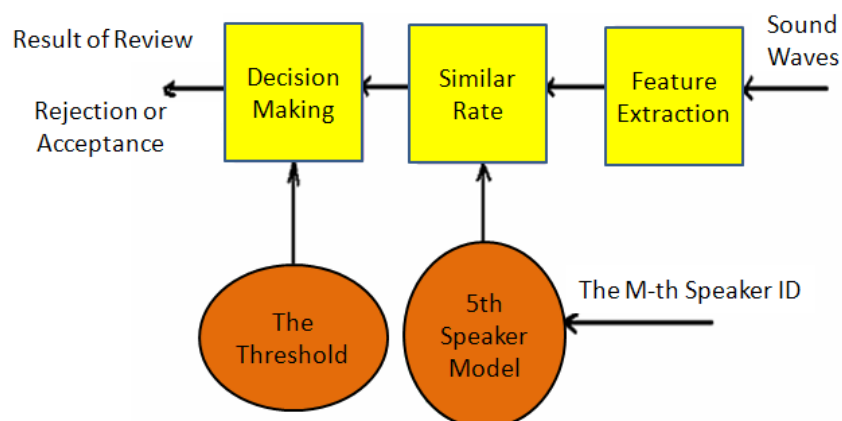 Result of Review
Rejection or
Acceptance
Decision
Making
Similar
Rate
Feature
Extraction
Sound
Waves
The
Threshold
5th
Speaker
Model
The M-th Speaker ID